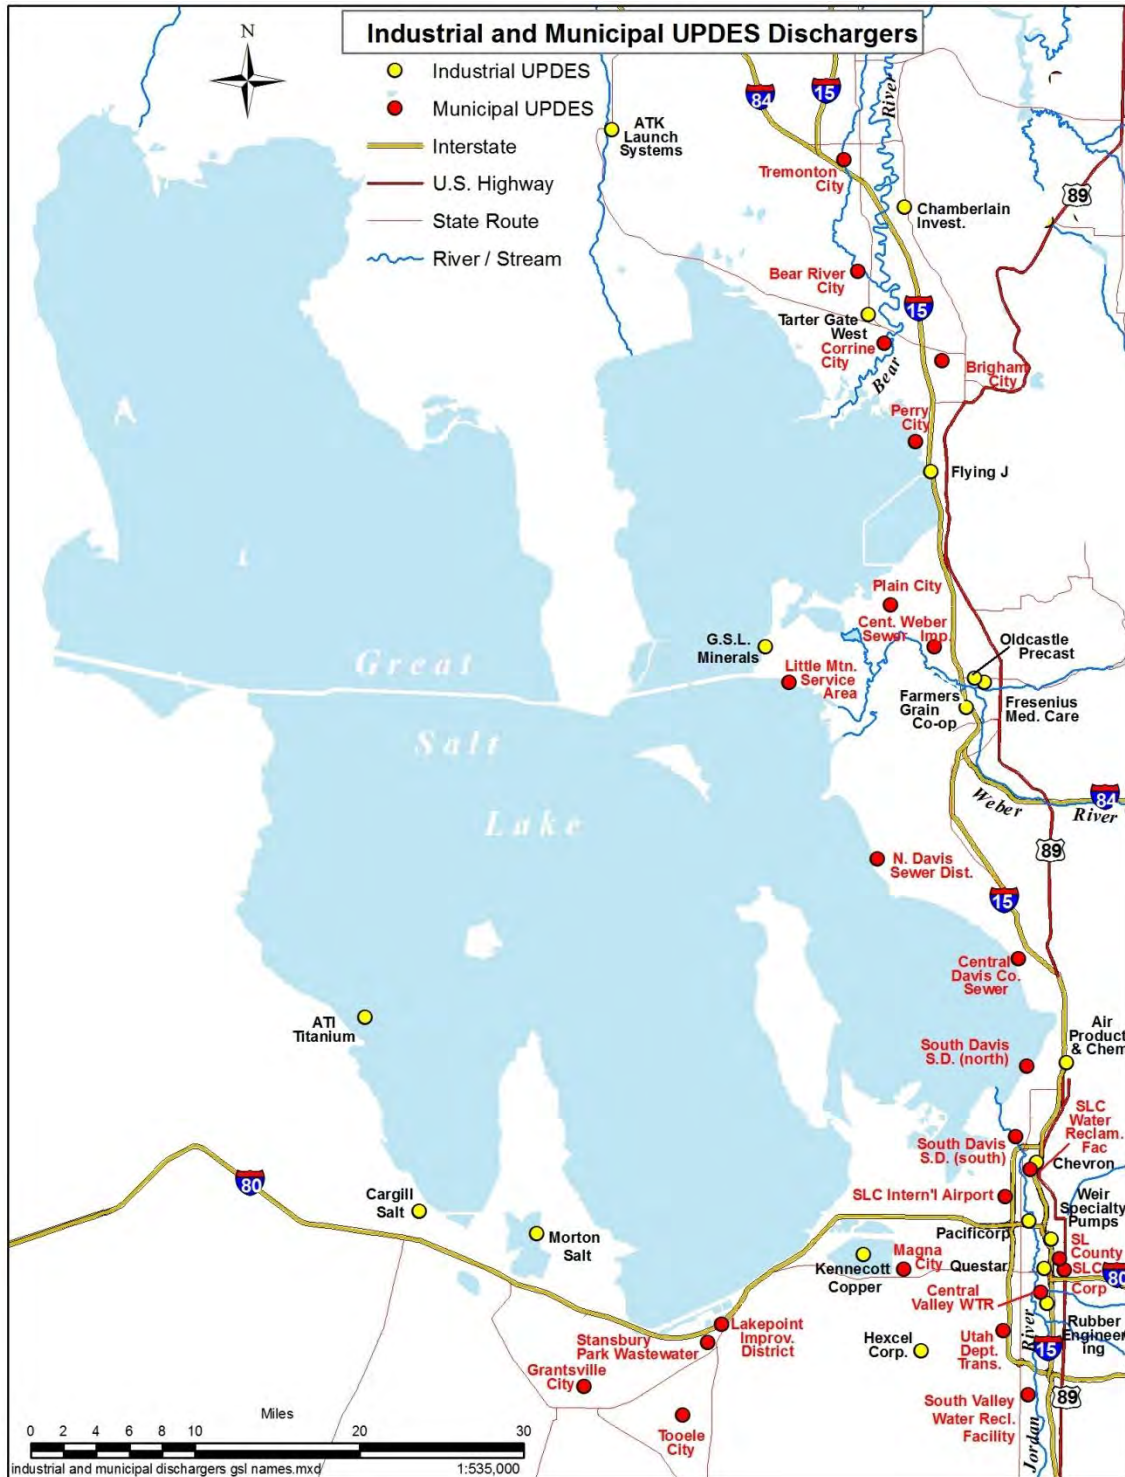 Industrial and Municipal UPDES Dischargers
N
Industrial UPDES
Municipal UPDES
Interstate
U.S. Highway
State Route
River / Stream
84
15
River
ATK
Launch
Systems
Tremonton
City
89
Chamberlain
Invest.
Bear River
City
15
Tarter Gate
West
Corrine
City
Bear
Brigham
City
Perry
City
Flying J
Plain City
Cent. Weber
Sewer Imp.
G.S.L.
Minerals
Oldcastle
Precast
Little Mtn.
Service
Area
Great
Farmers
Grain
Co-op
Fresenius
Med. Care
Salt
Lake
Weber
River
84
89
N. Davis
Sewer Dist.
15
Central
Davis Co.
Sewer
ATI
Titanium
Air
Product
& Chem
South Davis
S.D. (north)
SLC
Water
Reclam.
Fac
South Davis
S.D. (south)
Chevron
80
SLC Intern'l Airport
Cargill
Salt
Weir
Specialty
Pumps
Pacificorp
Morton
Salt
SL
County
Magna
City
Kennecott
Copper
Questar
SLC
Corp
80
Central
Valley WTR
Lakepoint
Improv.
District
Stansbury
Park Wastewater
Hexcel
Corp.
Utah
Dept.
Trans.
River
Rubber
Engineer
ing
15
Grantsville
City
89
South Valley
Water Recl.
Facility
Jordan
Tooele
City
Miles
0 2 4 6 8 10 20 30
industrial and municipal dischargers gsl names.mxd
1:535,000